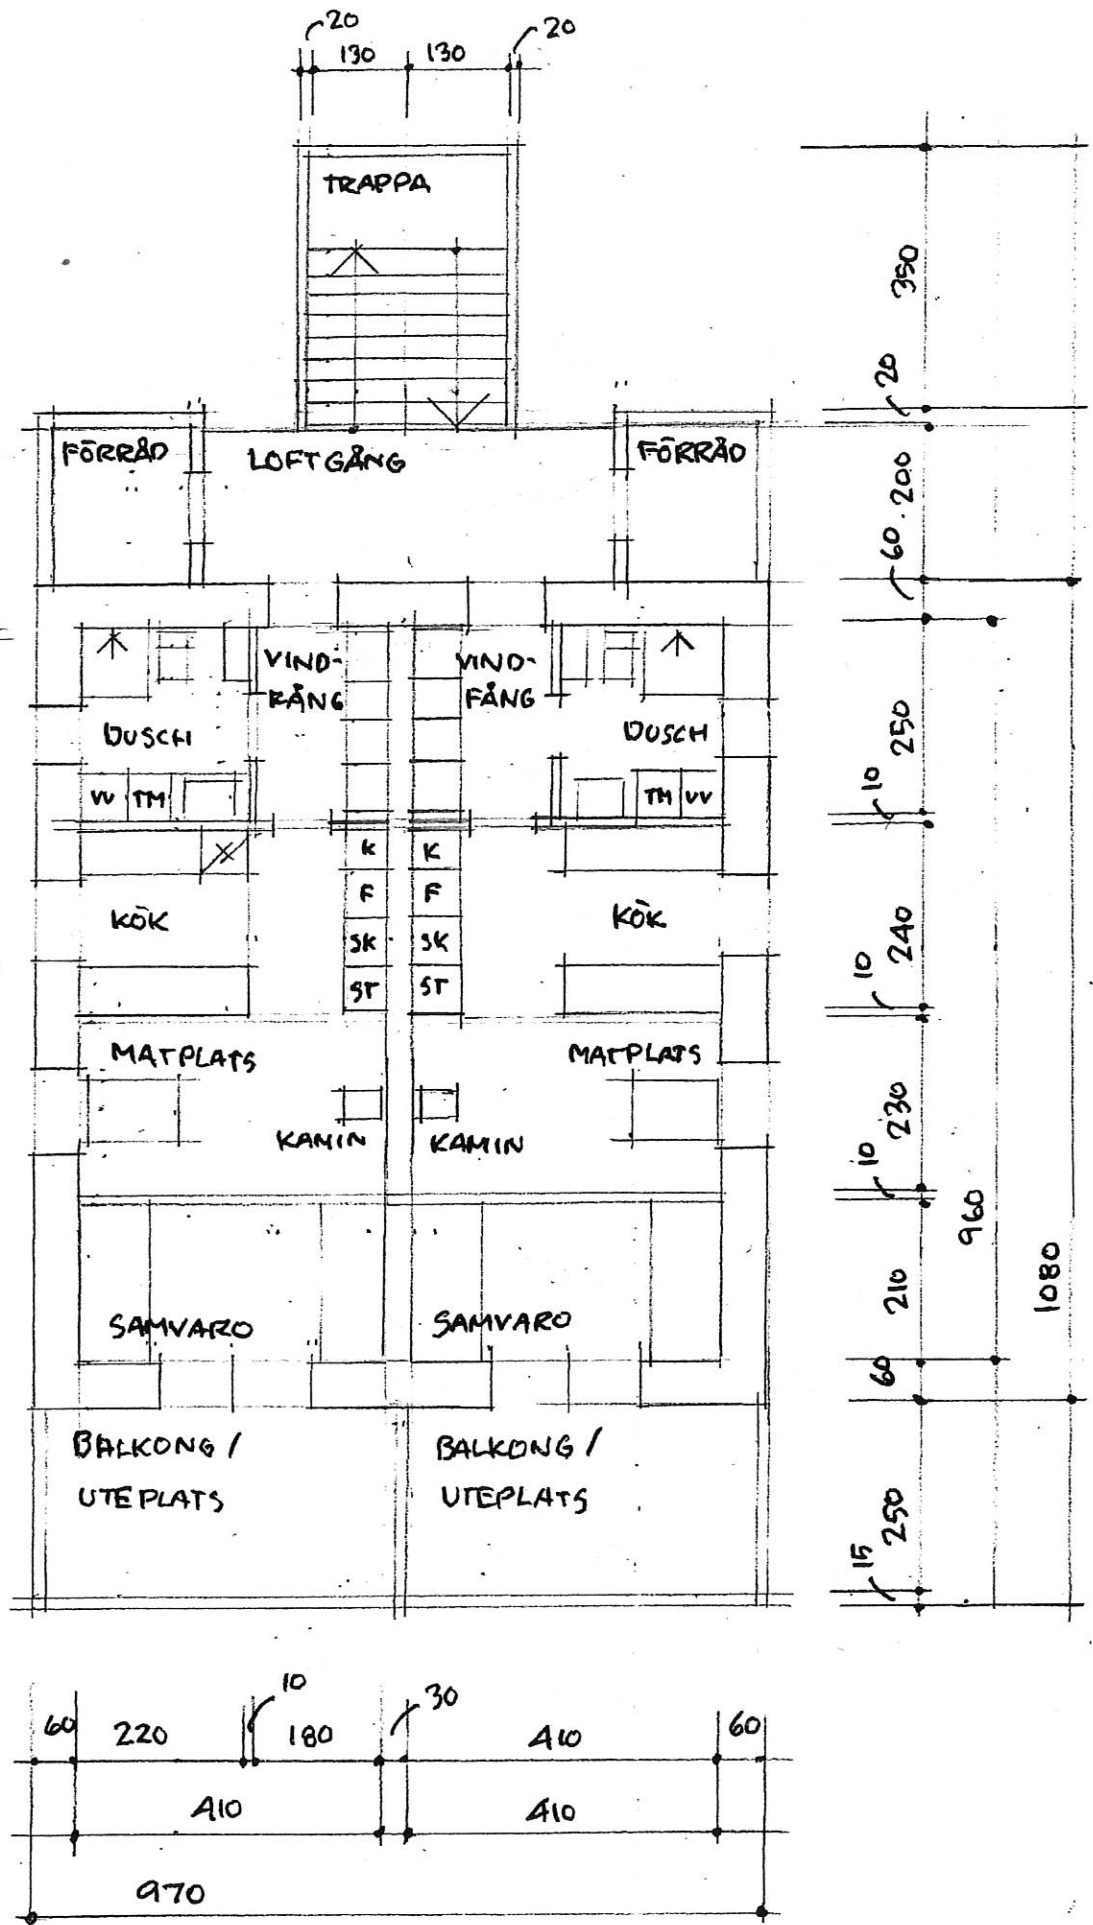 20 20
130 130
TRAPPA
350
20
FÖRRÅD LOFTGÅNG FÖRRÅD
200
60
VIND- VIND-
FÅNG FÅNG
DUSCH DUSCH
250
VV TM TM VV
10
K K
F F
KÖK KÖK
240
SK SK
10
ST ST
MATPLATS MATPLATS
230
KAMIN KAMIN
10
960
1080
210
SAMVARO SAMVARO
60
BALKONG / BALKONG /
UTEPLATS UTEPLATS
250
15
10 30
60 220 180 410 60
410 410
970